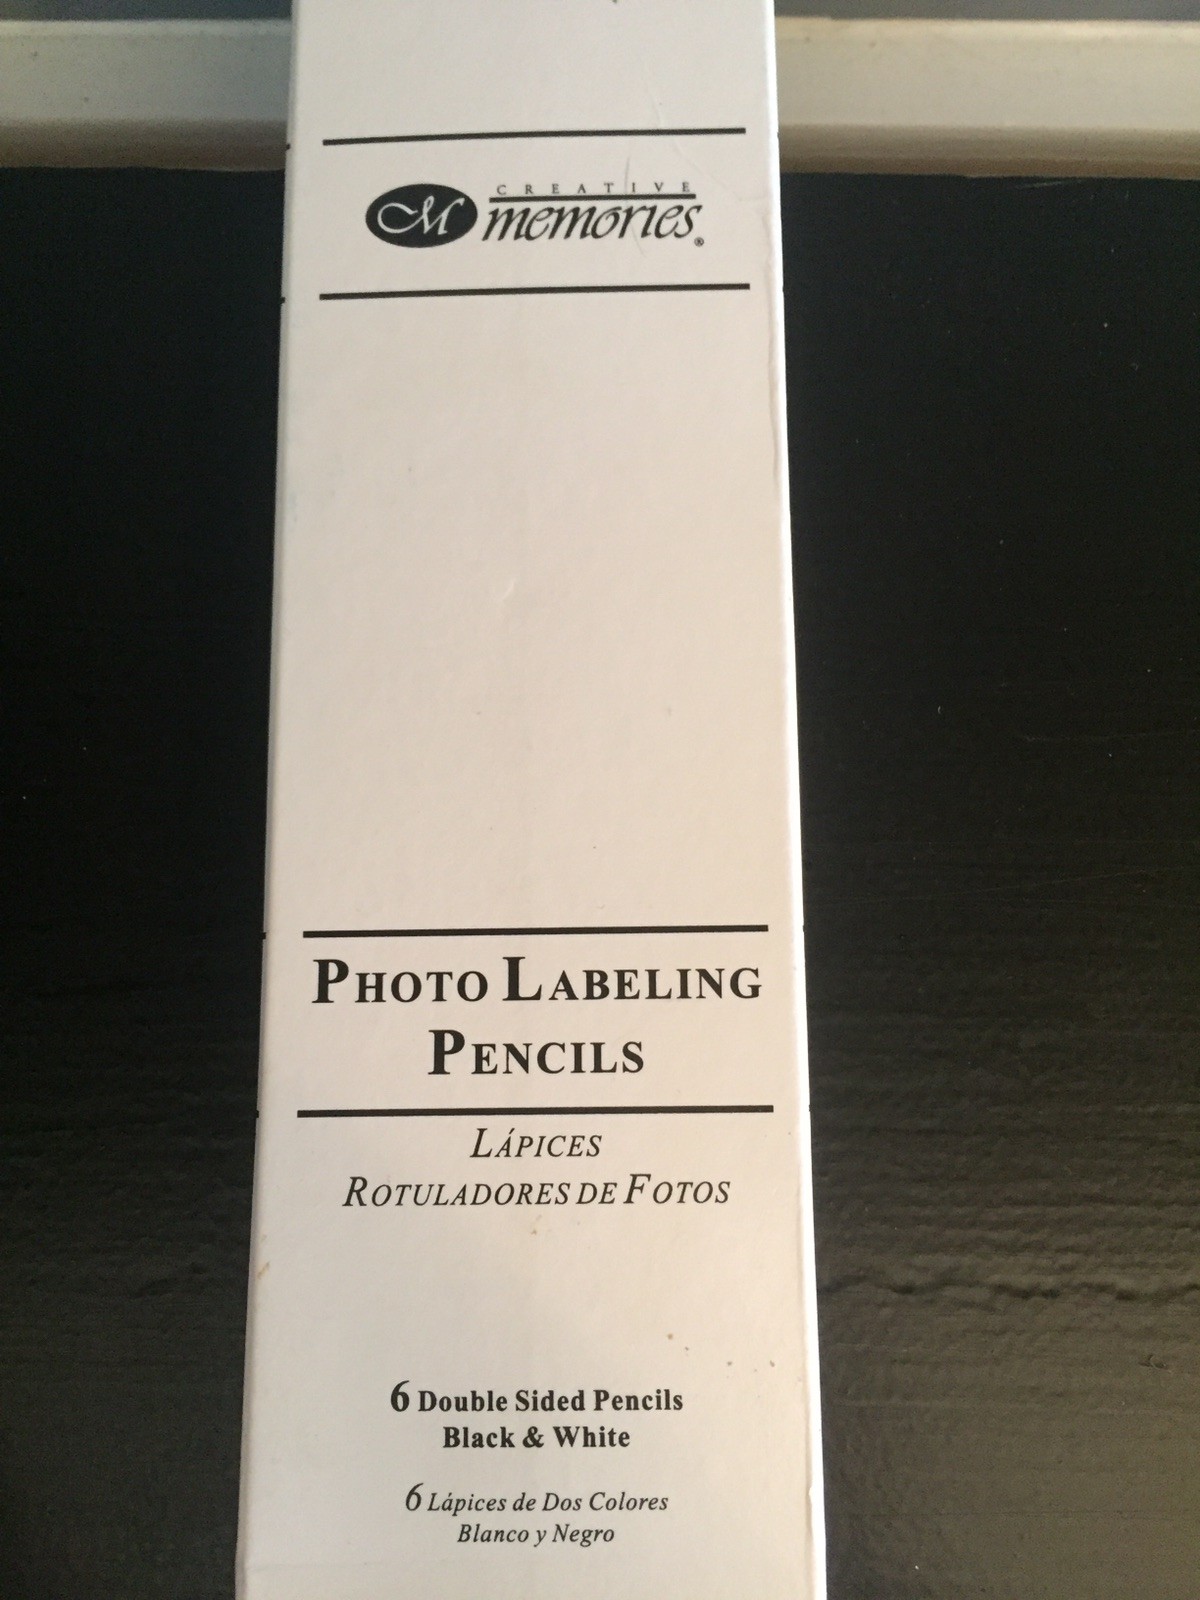 M CREATIVE
memories®
PHOTO LABELING
PENCILS
LÁPICES
ROTULADORES DE FOTOS
6 Double Sided Pencils
Black & White
6 Lápices de Dos Colores
Blanco y Negro